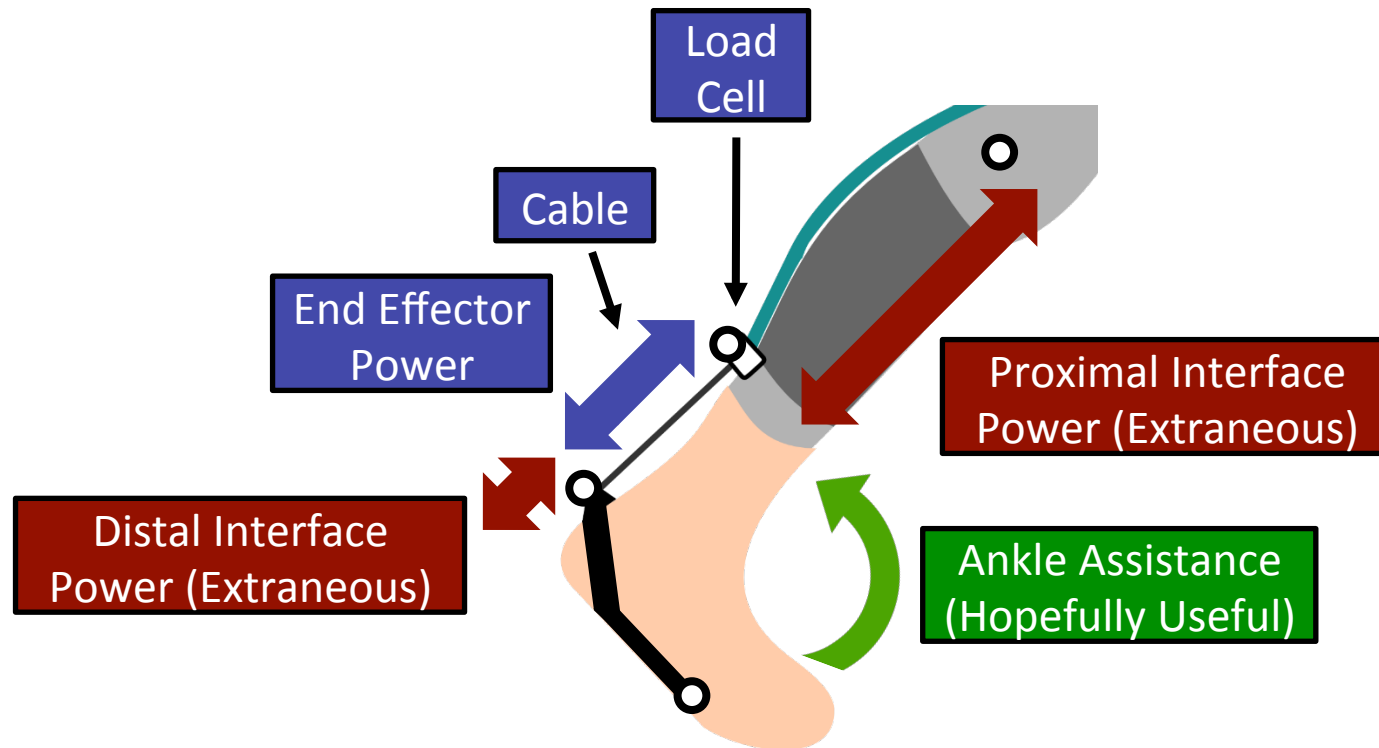 Load
Cell
Cable
End Effector
Power
Proximal Interface
Power (Extraneous)
Distal Interface
Power (Extraneous)
Ankle Assistance
(Hopefully Useful)